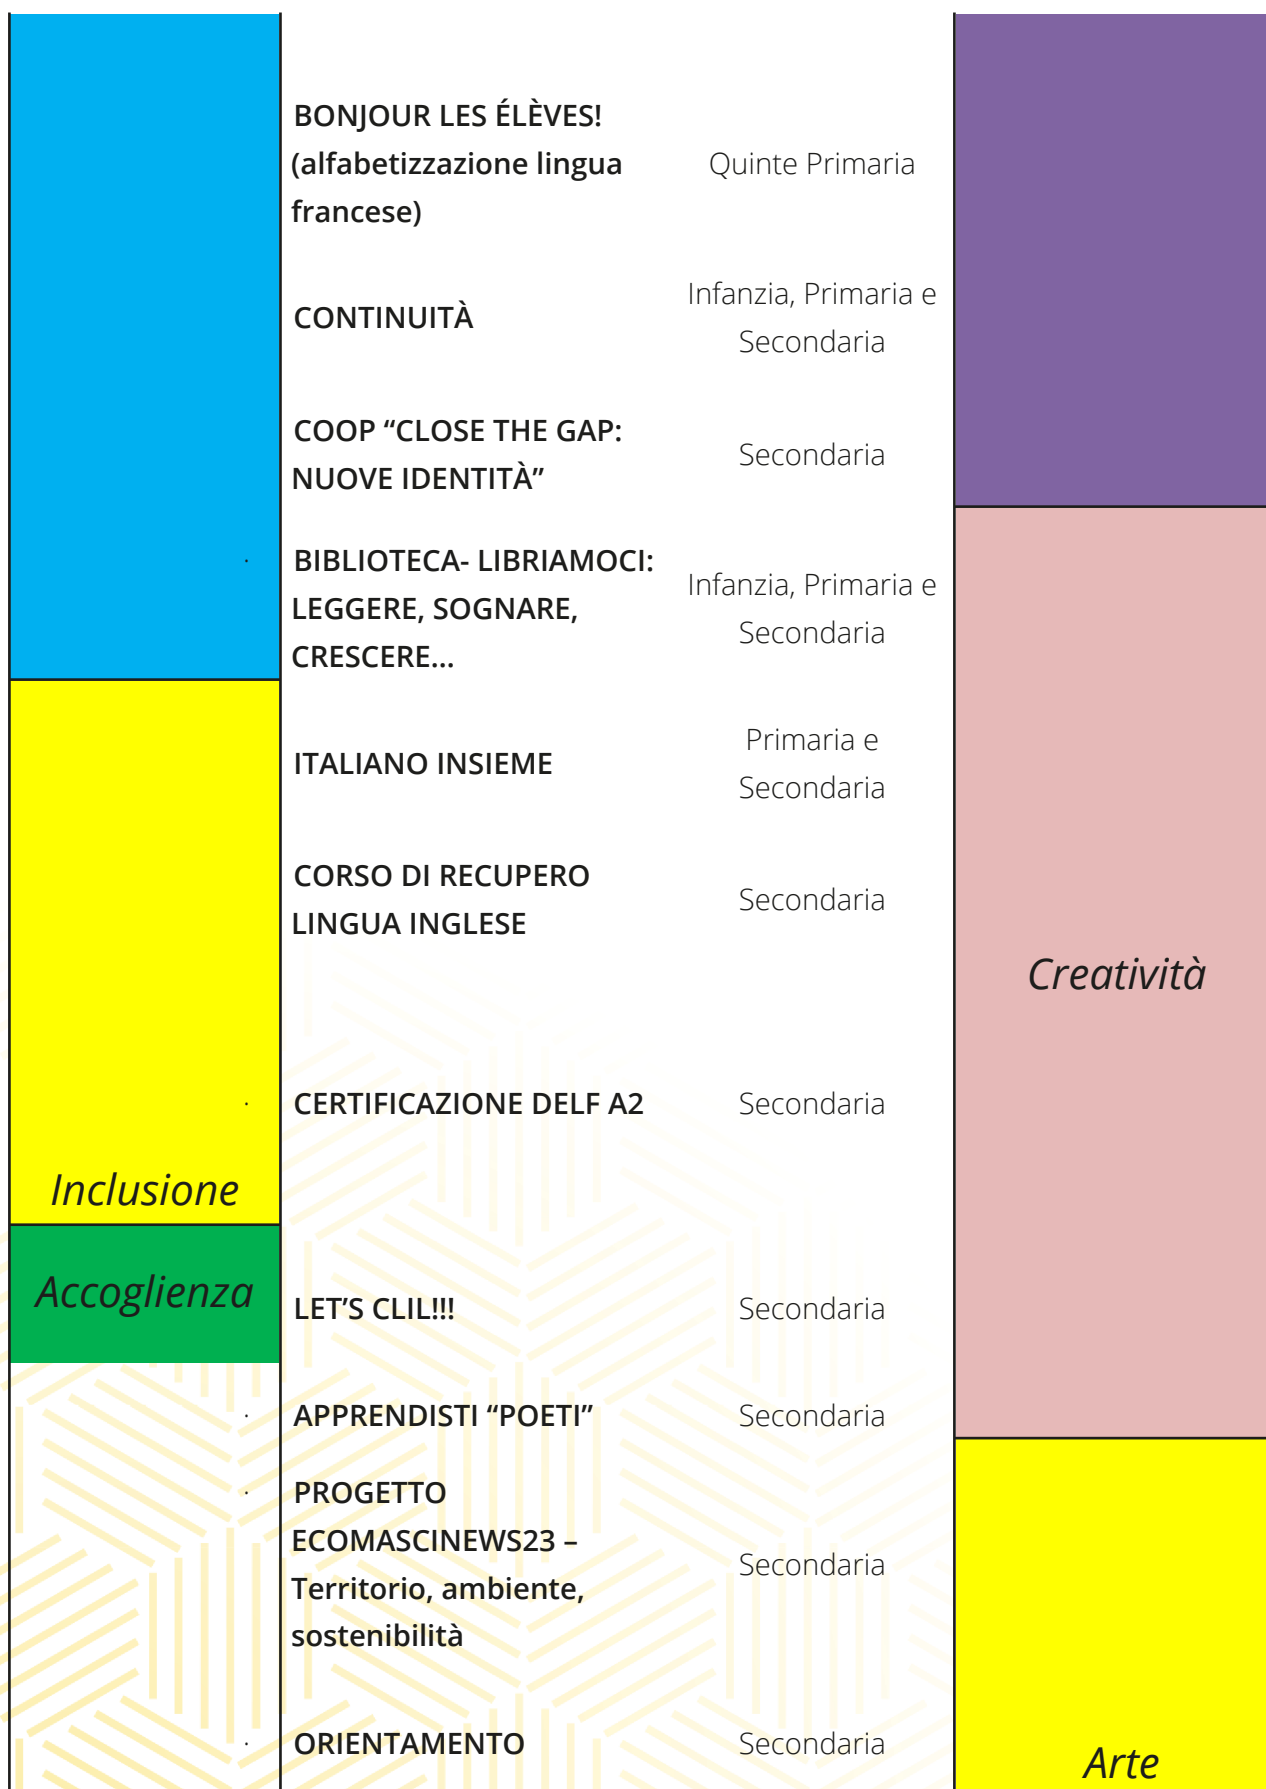 BONJOUR LES ÉLÈVES!
(alfabetizzazione lingua
francese)
Quinte Primaria
CONTINUITÀ
Infanzia, Primaria e
Secondaria
COOP “CLOSE THE GAP:
NUOVE IDENTITÀ”
Secondaria
BIBLIOTECA- LIBRIAMOCI:
LEGGERE, SOGNARE,
CRESCERE...
Infanzia, Primaria e
Secondaria
ITALIANO INSIEME
Primaria e
Secondaria
CORSO DI RECUPERO
LINGUA INGLESE
Secondaria
Creatività
CERTIFICAZIONE DELF A2
Secondaria
Inclusione
Accoglienza
LET’S CLIL!!!
Secondaria
APPRENDISTI “POETI”
Secondaria
PROGETTO
ECOMASCINEWS23 –
Territorio, ambiente,
sostenibilità
Secondaria
ORIENTAMENTO
Secondaria
Arte